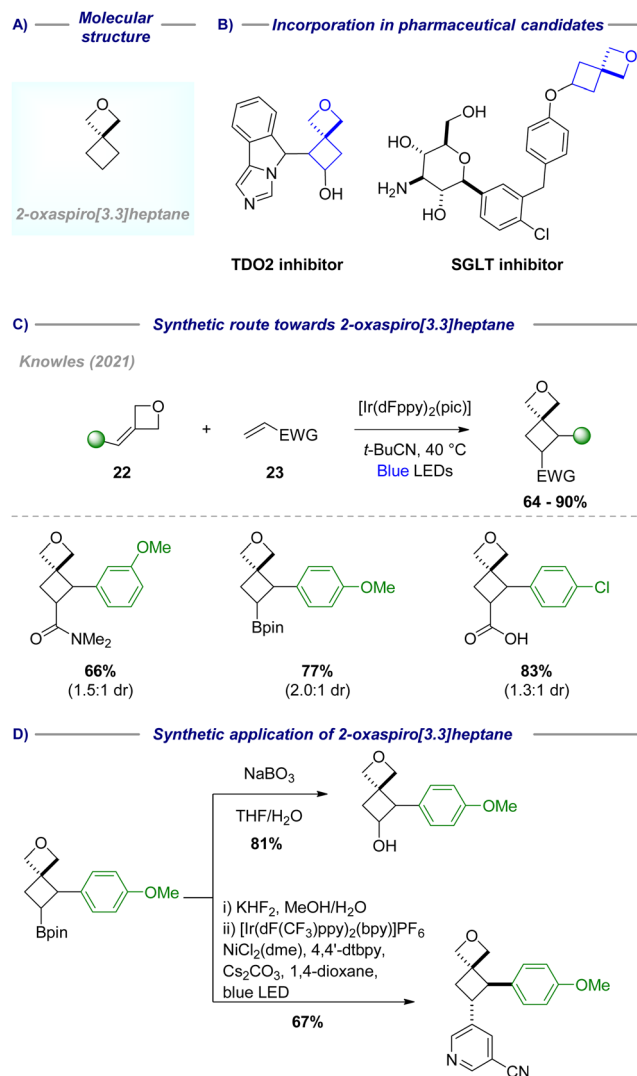 A) Molecular structure
B) Incorporation in pharmaceutical candidates
O
2-oxaspiro[3.3]heptane
O
N
N
OH
TDO2 inhibitor
O
O
OH
HO
O
H2N
OH
Cl
SGLT inhibitor
C) Synthetic route towards 2-oxaspiro[3.3]heptane
Knowles (2021)
O
22
+
EWG
23
[Ir(dFppy)2(pic)]
t-BuCN, 40 °C
Blue LEDs
O
EWG
64 - 90%
O
OMe
O
NMe2
66%
(1.5:1 dr)
O
OMe
Bpin
77%
(2.0:1 dr)
O
Cl
O
OH
83%
(1.3:1 dr)
D) Synthetic application of 2-oxaspiro[3.3]heptane
O
OMe
Bpin
NaBO3
THF/H2O
81%
O
OMe
OH
i) KHF2, MeOH/H2O
ii) [Ir(dF(CF3)ppy)2(bpy)]PF6
NiCl2(dme), 4,4'-dtbpy,
Cs2CO3, 1,4-dioxane,
blue LED
67%
O
OMe
N
CN